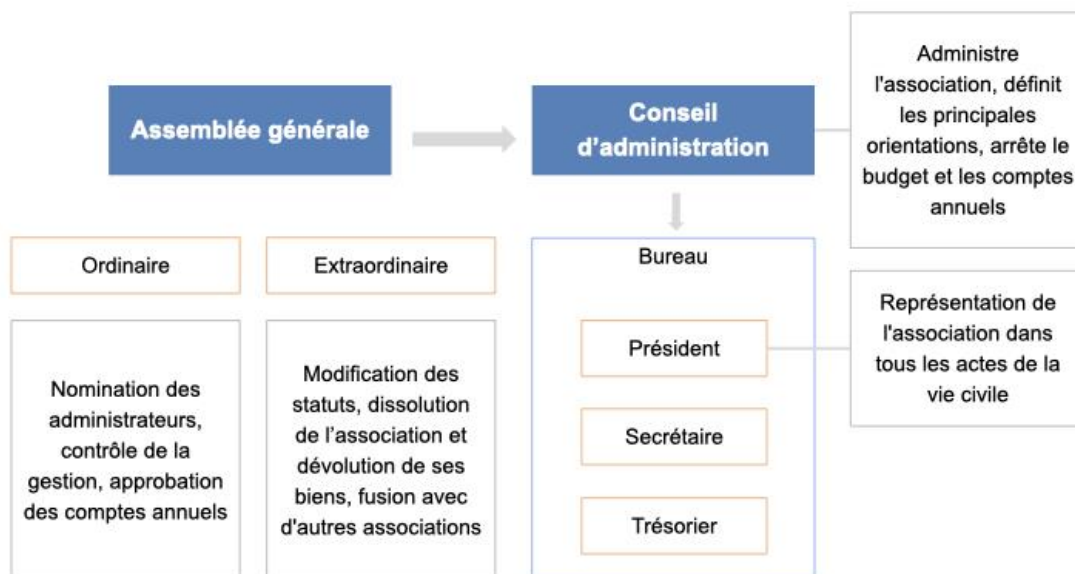 Assemblée générale
Conseil
d’administration
Administre
l'association, définit
les principales
orientations, arrête le
budget et les comptes
annuels
Ordinaire
Extraordinaire
Bureau
Nomination des
administrateurs,
contrôle de la
gestion, approbation
des comptes annuels
Modification des
statuts, dissolution
de l’association et
dévolution de ses
biens, fusion avec
d'autres associations
Président
Secrétaire
Trésorier
Représentation de
l'association dans
tous les actes de la
vie civile